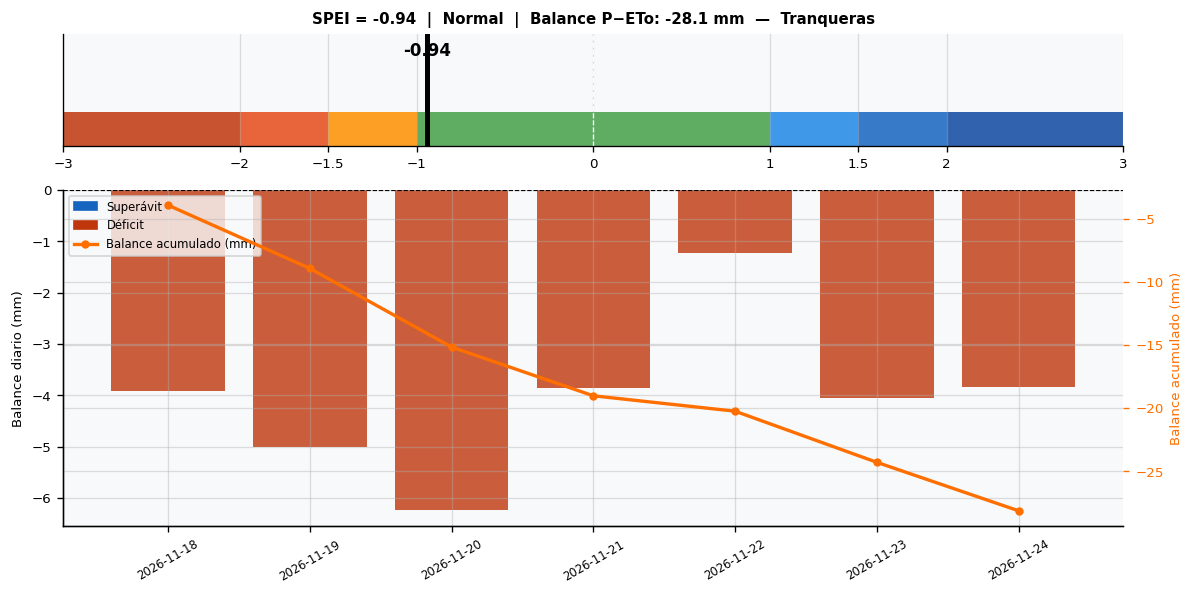 SPEI = -0.94 | Normal | Balance P−ETo: -28.1 mm — Tranqueras
-0.94
−3 −2 −1.5 −1 0 1 1.5 2 3
Superávit
Déficit
Balance acumulado (mm)
Balance diario (mm)
0
−1
−2
−3
−4
−5
−6
−5
−10
−15
−20
−25
Balance acumulado (mm)
2026-11-18 2026-11-19 2026-11-20 2026-11-21 2026-11-22 2026-11-23 2026-11-24